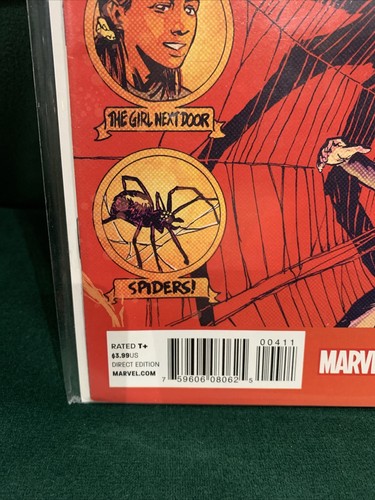 THE GIRL NEXT DOOR
SPIDERS!
RATED T+
$3.99US
DIRECT EDITION
MARVEL.COM
00411
7 59606 08062 5
MARVEL